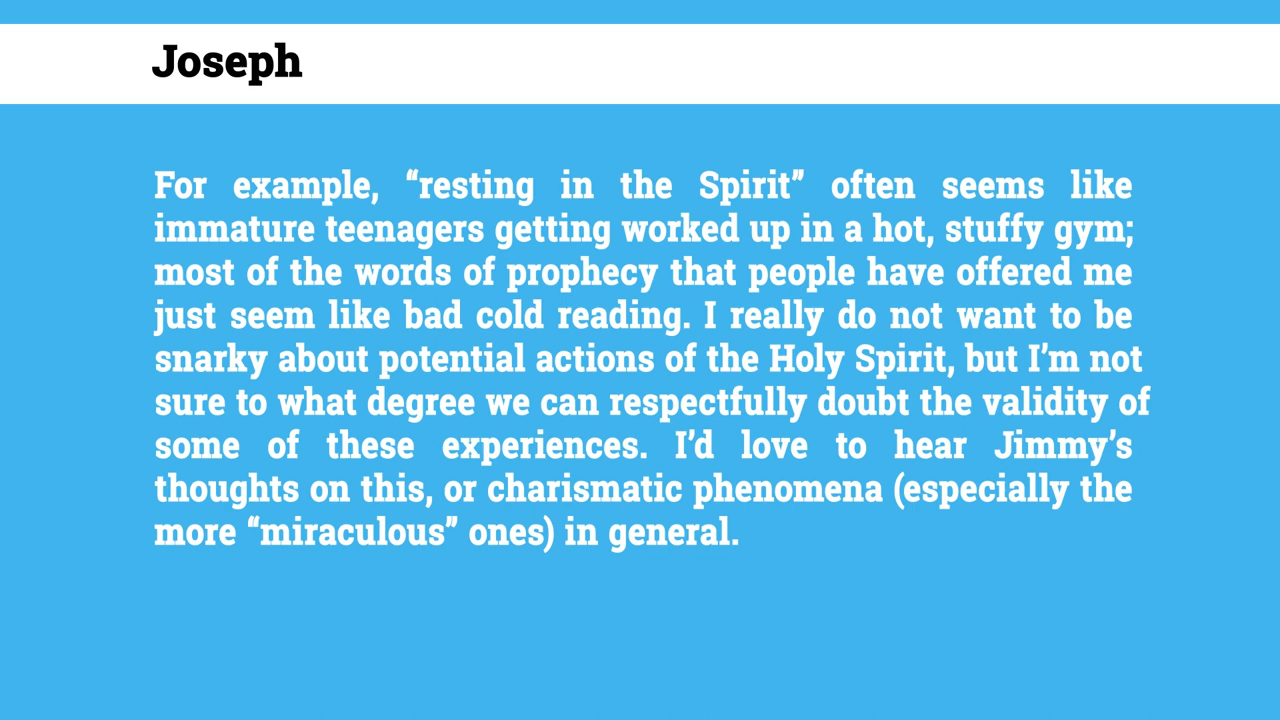 Joseph
For example, “resting in the Spirit” often seems like
immature teenagers getting worked up in a hot, stuffy gym;
most of the words of prophecy that people have offered me
just seem like bad cold reading. I really do not want to be
snarky about potential actions of the Holy Spirit, but I’m not
sure to what degree we can respectfully doubt the validity of
some of these experiences. I’d love to hear Jimmy’s
thoughts on this, or charismatic phenomena (especially the
more “miraculous” ones) in general.